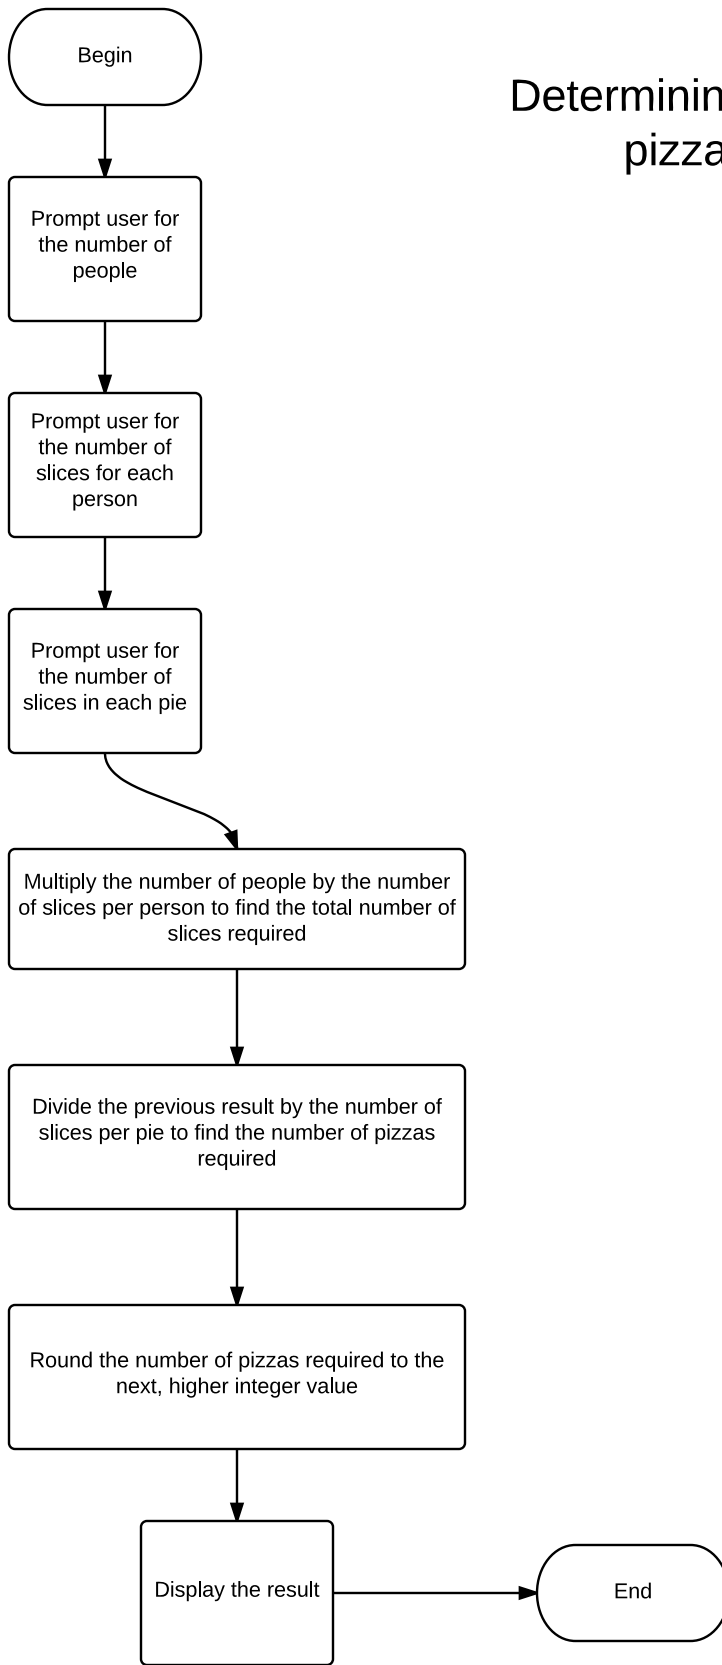 Begin
Determinin
pizza
Prompt user for
the number of
people
Prompt user for
the number of
slices for each
person
Prompt user for
the number of
slices in each pie
Multiply the number of people by the number
of slices per person to find the total number of
slices required
Divide the previous result by the number of
slices per pie to find the number of pizzas
required
Round the number of pizzas required to the
next, higher integer value
Display the result
End